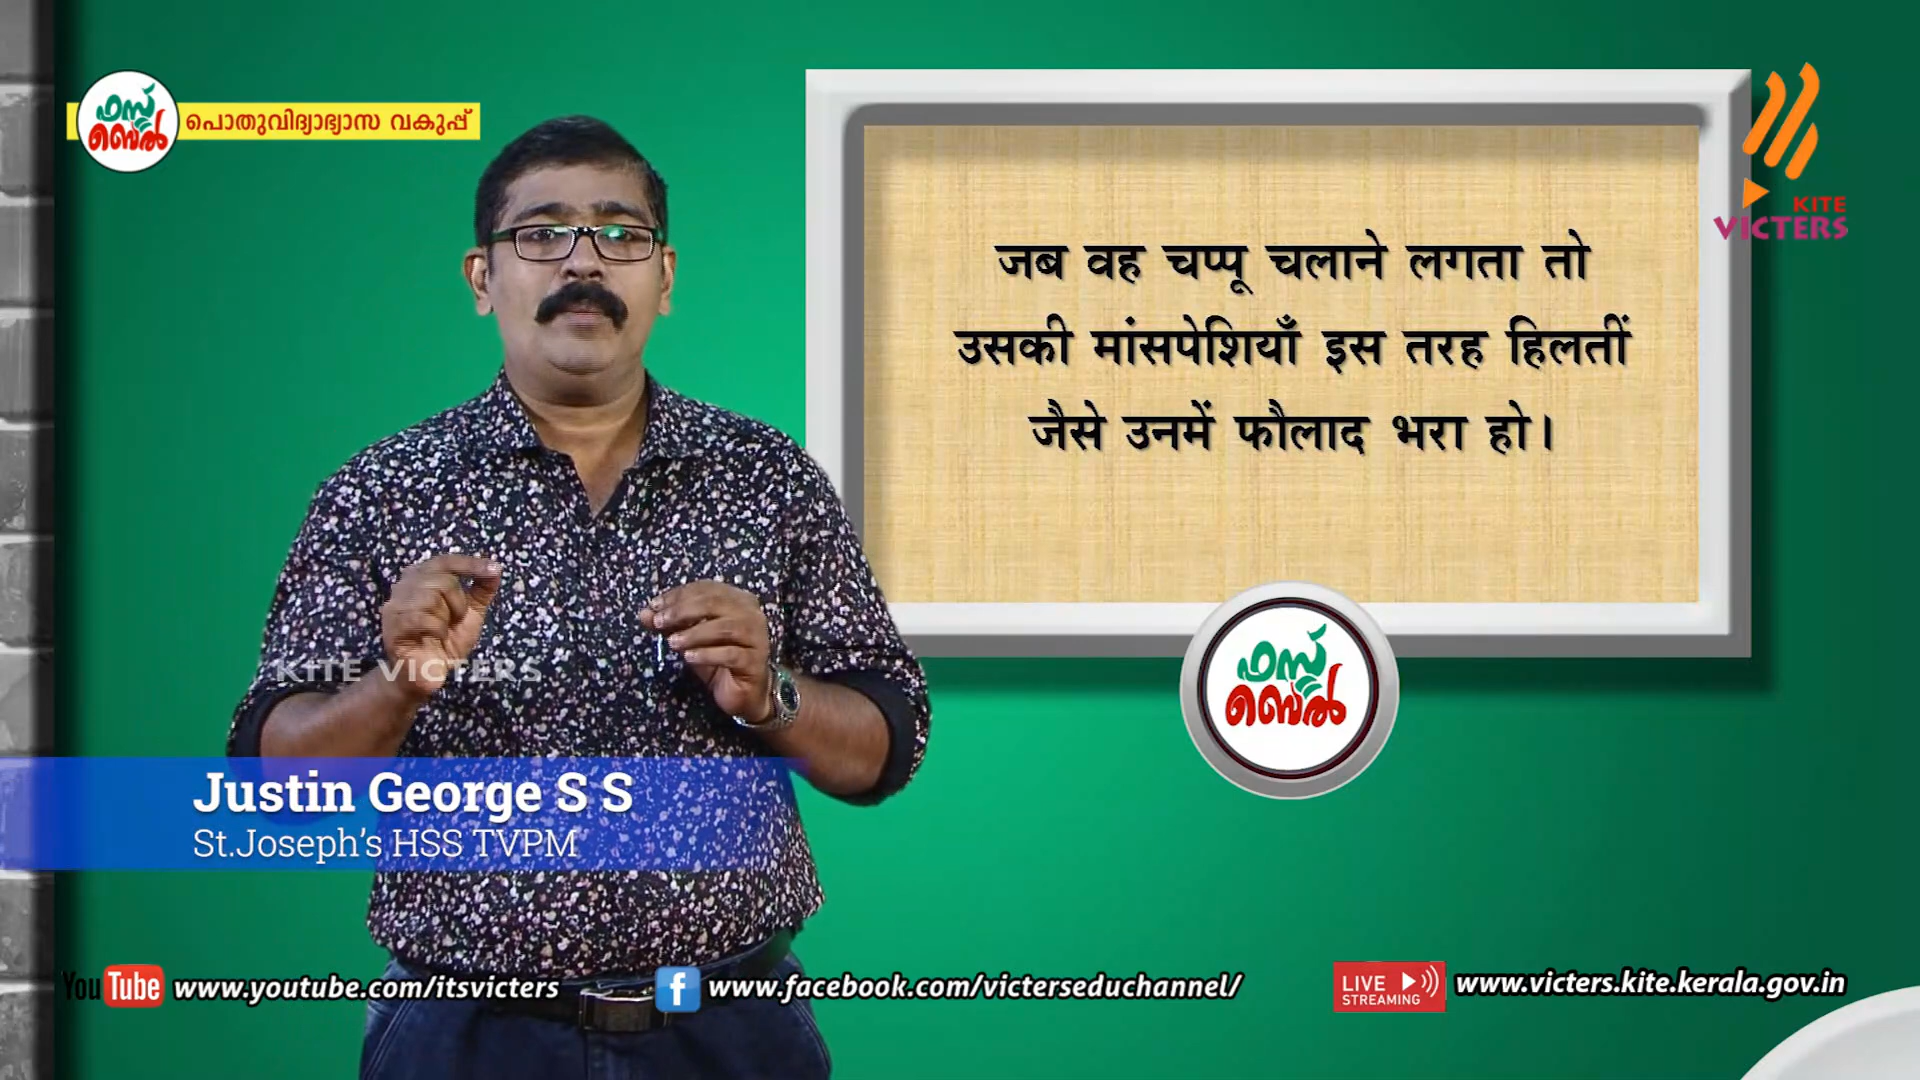 ഫസ്റ്റ്
ബെൽ
പൊതുവിദ്യാഭ്യാസ വകുപ്പ്
KITE
VICTERS
जब वह चप्पू चलाने लगता तो
उसकी मांसपेशियाँ इस तरह हिलतीं
जैसे उनमें फौलाद भरा हो।
ഫസ്റ്റ്
ബെൽ
KITE VICTERS
Justin George S S
St.Joseph's HSS TVPM
YouTube www.youtube.com/itsvicters
f www.facebook.com/victerseduchannel/
LIVE
STREAMING
www.victers.kite.kerala.gov.in